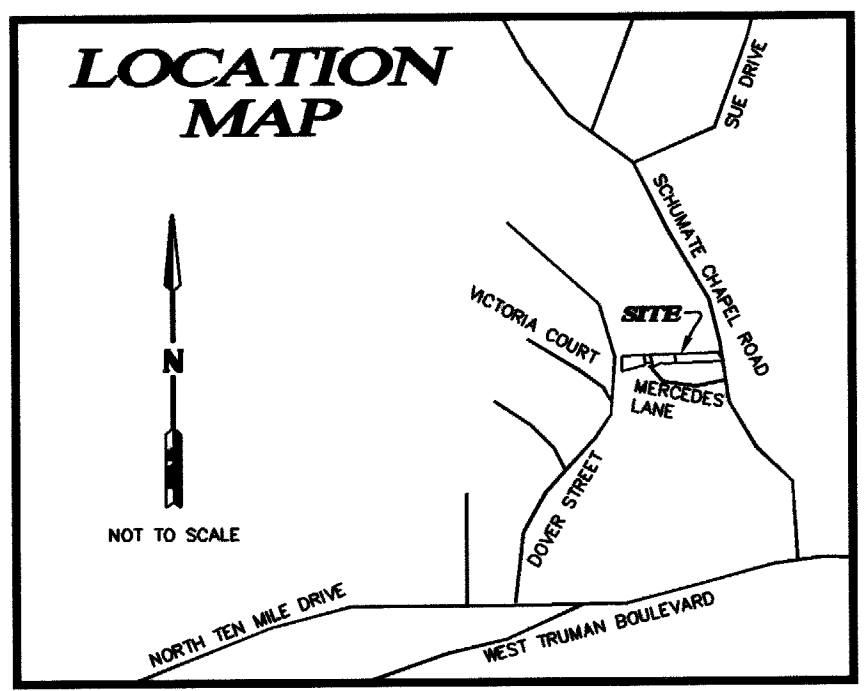 LOCATION
MAP
SUE DRIVE
SCHUMATE CHAPEL ROAD
VICTORIA COURT
SITE
MERCEDES
LANE
N
DOVER STREET
NOT TO SCALE
NORTH TEN MILE DRIVE
WEST TRUMAN BOULEVARD